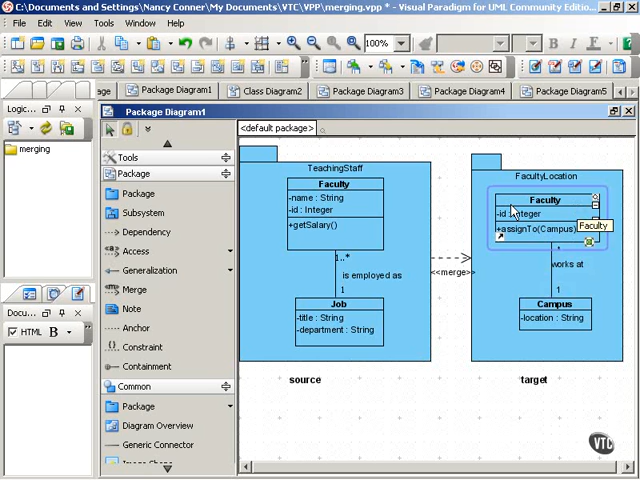 C:\Documents and Settings\Nancy Conner\My Documents\VTC\VPP\merging.vpp * - Visual Paradigm for UML Community Edition...
File Edit View Tools Window Help
100%
B I
age Package Diagram1 Class Diagram2 Package Diagram3 Package Diagram4 Package Diagram5
Logic...
merging
Docu...
HTML B
Package Diagram1
Tools
Package
Package
Subsystem
Dependency
Access
Generalization
Merge
Note
Anchor
Constraint
Containment
Common
Package
Diagram Overview
Generic Connector
<default package>
TeachingStaff
Faculty
-name : String
-id : Integer
+getSalary()
1..*
is employed as
1
Job
-title : String
-department : String
source
<<merge>>
FacultyLocation
Faculty
-id : Integer
+assignTo(Campus)
Faculty
*
works at
1
Campus
-location : String
target
VTC